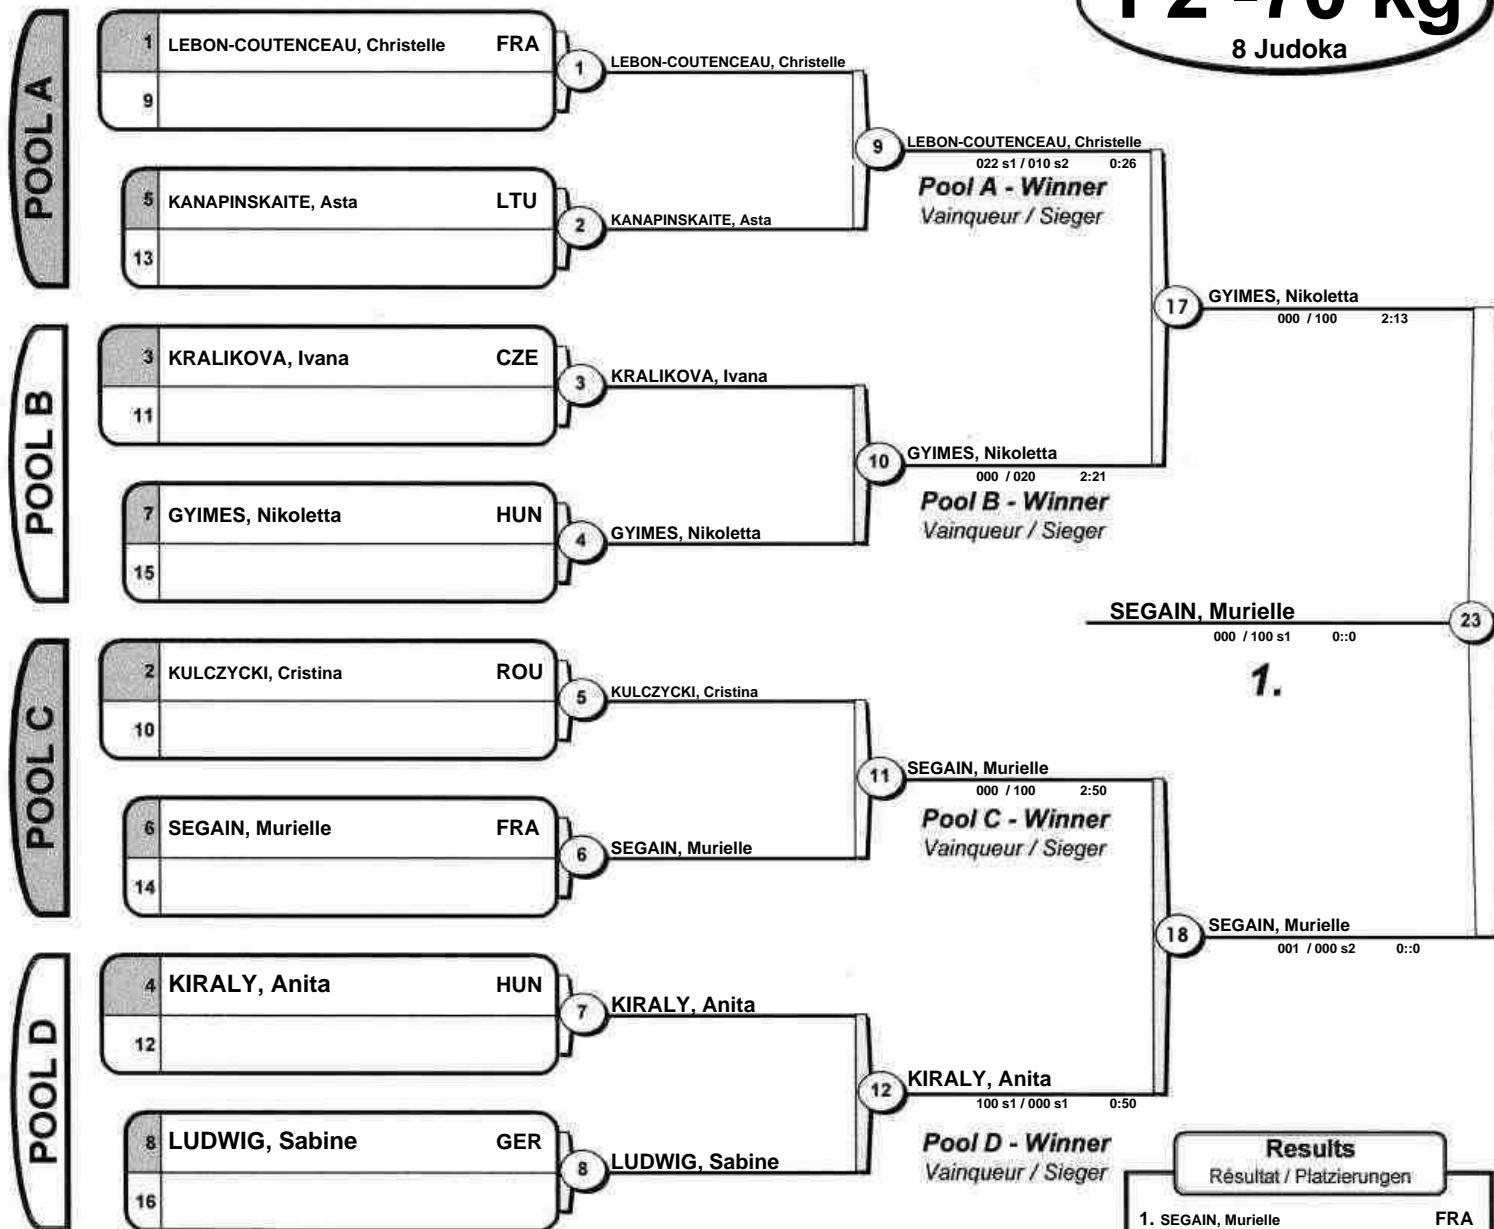 F2 -70 kg
8 Judoka
POOL A
1 LEBON-COUTENCEAU, Christelle FRA
9
5 KANAPINSKAITE, Asta LTU
13
1 LEBON-COUTENCEAU, Christelle
2 KANAPINSKAITE, Asta
9 LEBON-COUTENCEAU, Christelle
022 s1 / 010 s2 0:26
Pool A - Winner
Vainqueur / Sieger
POOL B
3 KRALIKOVA, Ivana CZE
11
7 GYIMES, Nikoletta HUN
15
3 KRALIKOVA, Ivana
4 GYIMES, Nikoletta
10 GYIMES, Nikoletta
000 / 020 2:21
Pool B - Winner
Vainqueur / Sieger
17 GYIMES, Nikoletta
000 / 100 2:13
SEGAIN, Murielle 23
000 / 100 s1 0::0
1.
POOL C
2 KULCZYCKI, Cristina ROU
10
6 SEGAIN, Murielle FRA
14
5 KULCZYCKI, Cristina
6 SEGAIN, Murielle
11 SEGAIN, Murielle
000 / 100 2:50
Pool C - Winner
Vainqueur / Sieger
18 SEGAIN, Murielle
001 / 000 s2 0::0
POOL D
4 KIRALY, Anita HUN
12
8 LUDWIG, Sabine GER
16
7 KIRALY, Anita
8 LUDWIG, Sabine
12 KIRALY, Anita
100 s1 / 000 s1 0:50
Pool D - Winner
Vainqueur / Sieger
Results
Résultat / Platzierungen
1. SEGAIN, Murielle FRA